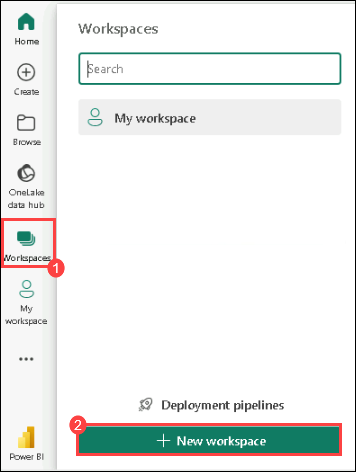 Home
Create
Browse
OneLake
data hub
Workspaces
1
My
workspace
Power BI
Workspaces
Search
My workspace
Deployment pipelines
2
New workspace